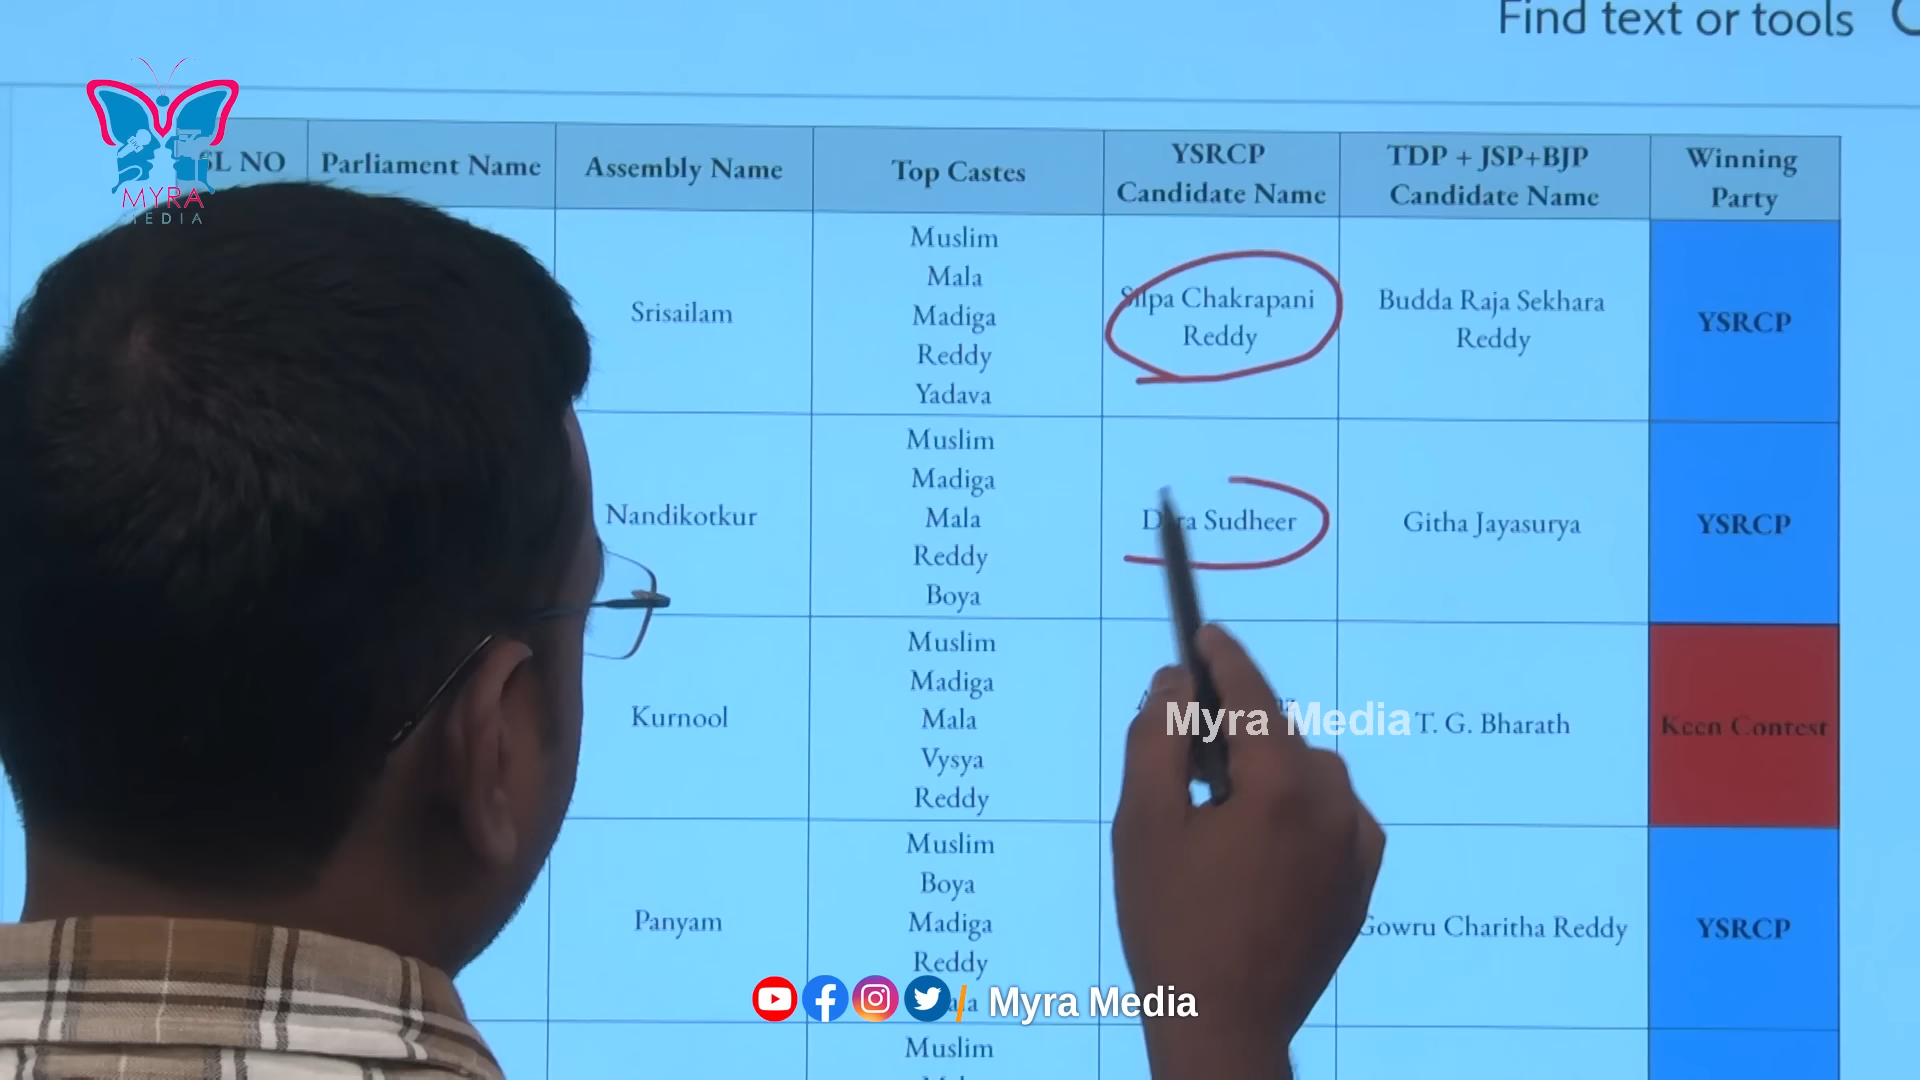 Find text or tools
MYRA
MEDIA
SL NO
Parliament Name
Assembly Name
Top Castes
YSRCP
Candidate Name
TDP + JSP+BJP
Candidate Name
Winning
Party
Srisailam
Muslim
Mala
Madiga
Reddy
Yadava
Silpa Chakrapani
Reddy
Budda Raja Sekhara
Reddy
YSRCP
Nandikotkur
Muslim
Madiga
Mala
Reddy
Boya
Sudheer
Githa Jayasurya
YSRCP
Kurnool
Muslim
Madiga
Mala
Vysya
Reddy
Myra Media
T. G. Bharath
Keen Contest
Panyam
Muslim
Boya
Madiga
Reddy
Gowru Charitha Reddy
YSRCP
/ Myra Media
Muslim